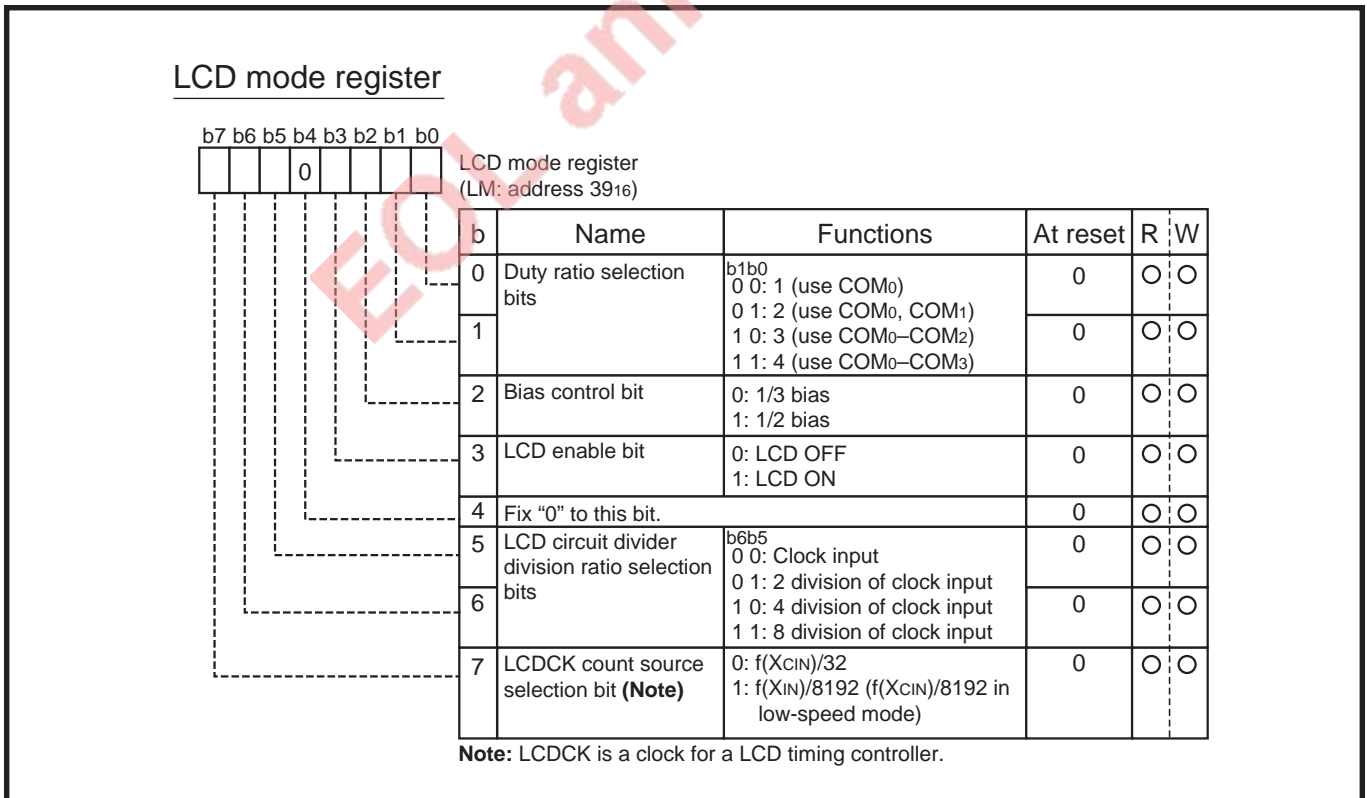 EOL an
LCD mode register
b7 b6 b5 b4 b3 b2 b1 b0
0
LCD mode register
(LM: address 3916)
b Name Functions At reset R W
0 Duty ratio selection bits
b1b0
0 0: 1 (use COM0)
0 1: 2 (use COM0, COM1)
1 0: 3 (use COM0–COM2)
1 1: 4 (use COM0–COM3)
0 ○ ○
1
0 ○ ○
2 Bias control bit
0: 1/3 bias
1: 1/2 bias
0 ○ ○
3 LCD enable bit
0: LCD OFF
1: LCD ON
0 ○ ○
4 Fix “0” to this bit. 0 ○ ○
5 LCD circuit divider
division ratio selection
bits
b6b5
0 0: Clock input
0 1: 2 division of clock input
1 0: 4 division of clock input
1 1: 8 division of clock input
0 ○ ○
6
0 ○ ○
7 LCDCK count source
selection bit (Note)
0: f(XCIN)/32
1: f(XIN)/8192 (f(XCIN)/8192 in
low-speed mode)
0 ○ ○
Note: LCDCK is a clock for a LCD timing controller.